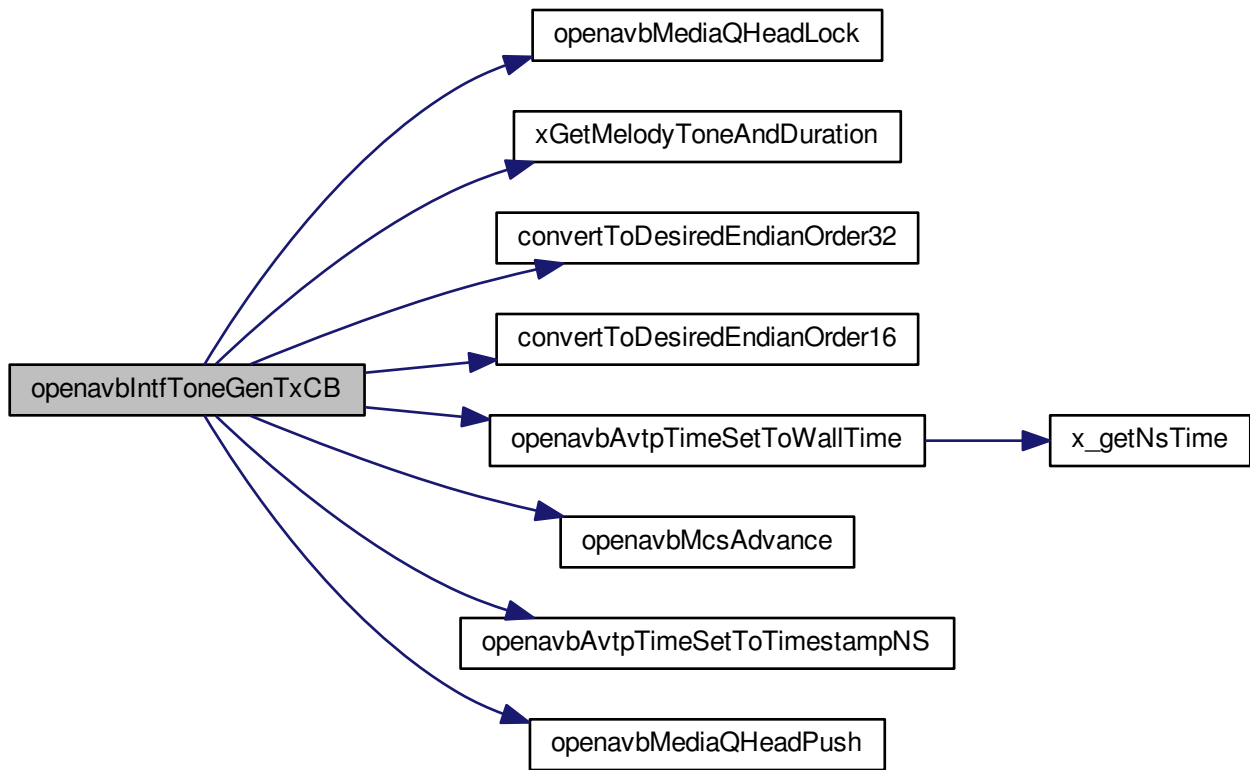 openavbMediaQHeadLock
xGetMelodyToneAndDuration
convertToDesiredEndianOrder32
convertToDesiredEndianOrder16
openavbIntfToneGenTxCB
openavbAvtpTimeSetToWallTime
x_getNsTime
openavbMcsAdvance
openavbAvtpTimeSetToTimestampNS
openavbMediaQHeadPush